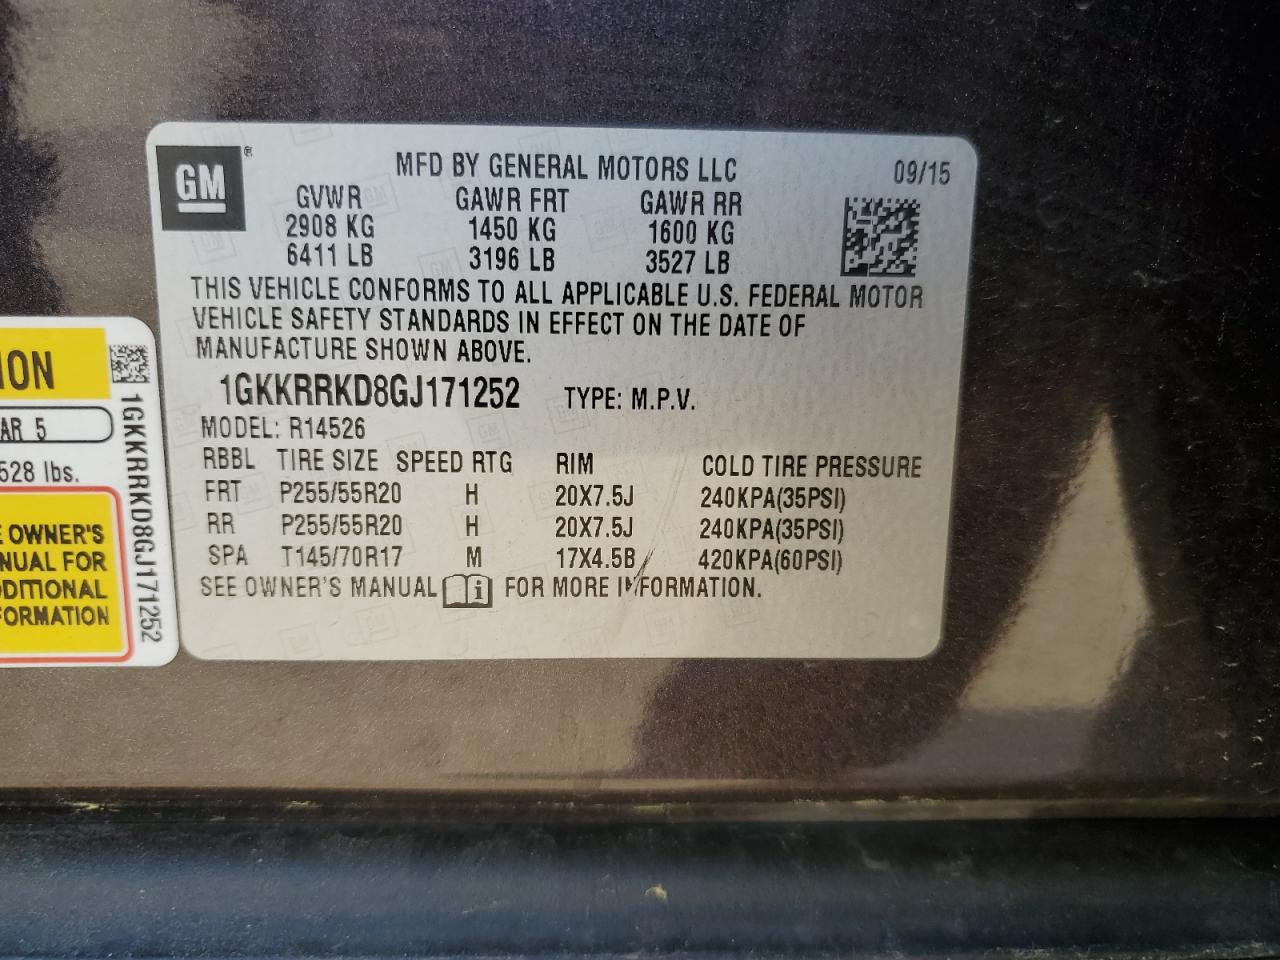 GM
MFD BY GENERAL MOTORS LLC 09/15
GVWR GAWR FRT GAWR RR
2908 KG 1450 KG 1600 KG
6411 LB 3196 LB 3527 LB
THIS VEHICLE CONFORMS TO ALL APPLICABLE U.S. FEDERAL MOTOR
VEHICLE SAFETY STANDARDS IN EFFECT ON THE DATE OF
MANUFACTURE SHOWN ABOVE.
1GKKRRKD8GJ171252 TYPE: M.P.V.
MODEL: R14526
RBBL TIRE SIZE SPEED RTG RIM COLD TIRE PRESSURE
FRT P255/55R20 H 20X7.5J 240KPA(35PSI)
RR P255/55R20 H 20X7.5J 240KPA(35PSI)
SPA T145/70R17 M 17X4.5B 420KPA(60PSI)
SEE OWNER'S MANUAL FOR MORE INFORMATION.
ION
AR 5
528 lbs.
E OWNER'S
NUAL FOR
DDITIONAL
FORMATION
1GKKRRKD8GJ171252